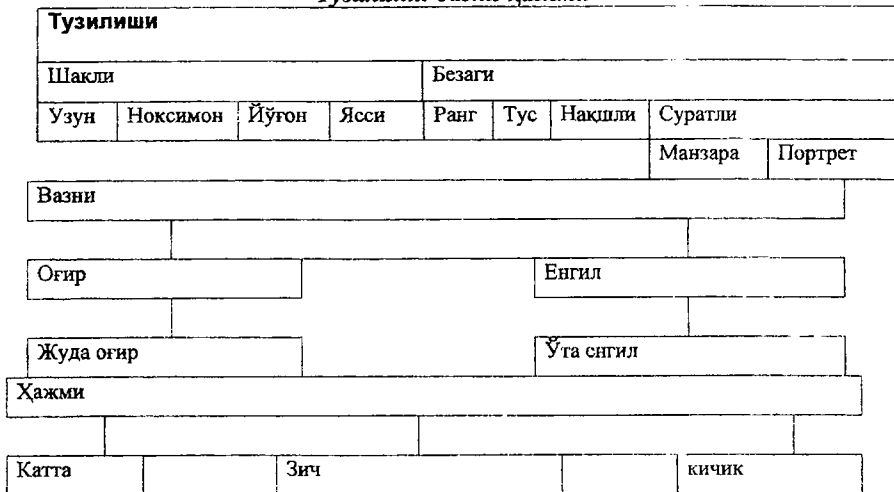 Тузилиши
Шакли Безаги
Узун Ноксимон Йўғон Ясси Ранг Тус Нақшли Суратли
Манзара Портрет
Вазни
Оғир Енгил
Жуда оғир Ўта снгил
Ҳажми
Катта Зич кичик